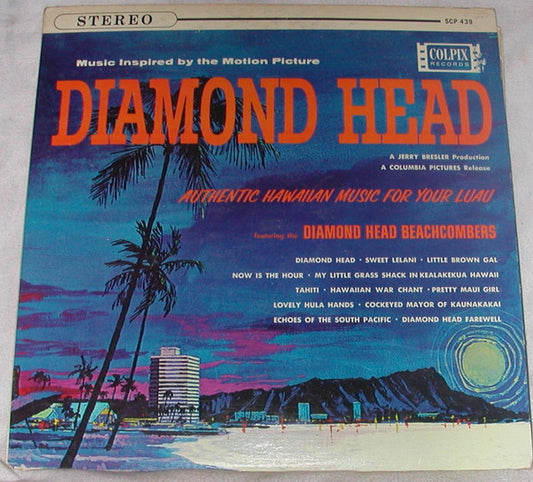 STEREO
SCP 439
COLPIX
RECORDS
Music Inspired by the Motion Picture
DIAMOND HEAD
A JERRY BRESLER Production
A COLUMBIA PICTURES Release
AUTHENTIC HAWAIIAN MUSIC FOR YOUR LUAU
featuring the DIAMOND HEAD BEACHCOMBERS
DIAMOND HEAD · SWEET LELANI · LITTLE BROWN GAL
NOW IS THE HOUR · MY LITTLE GRASS SHACK IN KEALAKEKUA HAWAII
TAHITI · HAWAIIAN WAR CHANT · PRETTY MAUI GIRL
LOVELY HULA HANDS · COCKEYED MAYOR OF KAUNAKAKAI
ECHOES OF THE SOUTH PACIFIC · DIAMOND HEAD FAREWELL